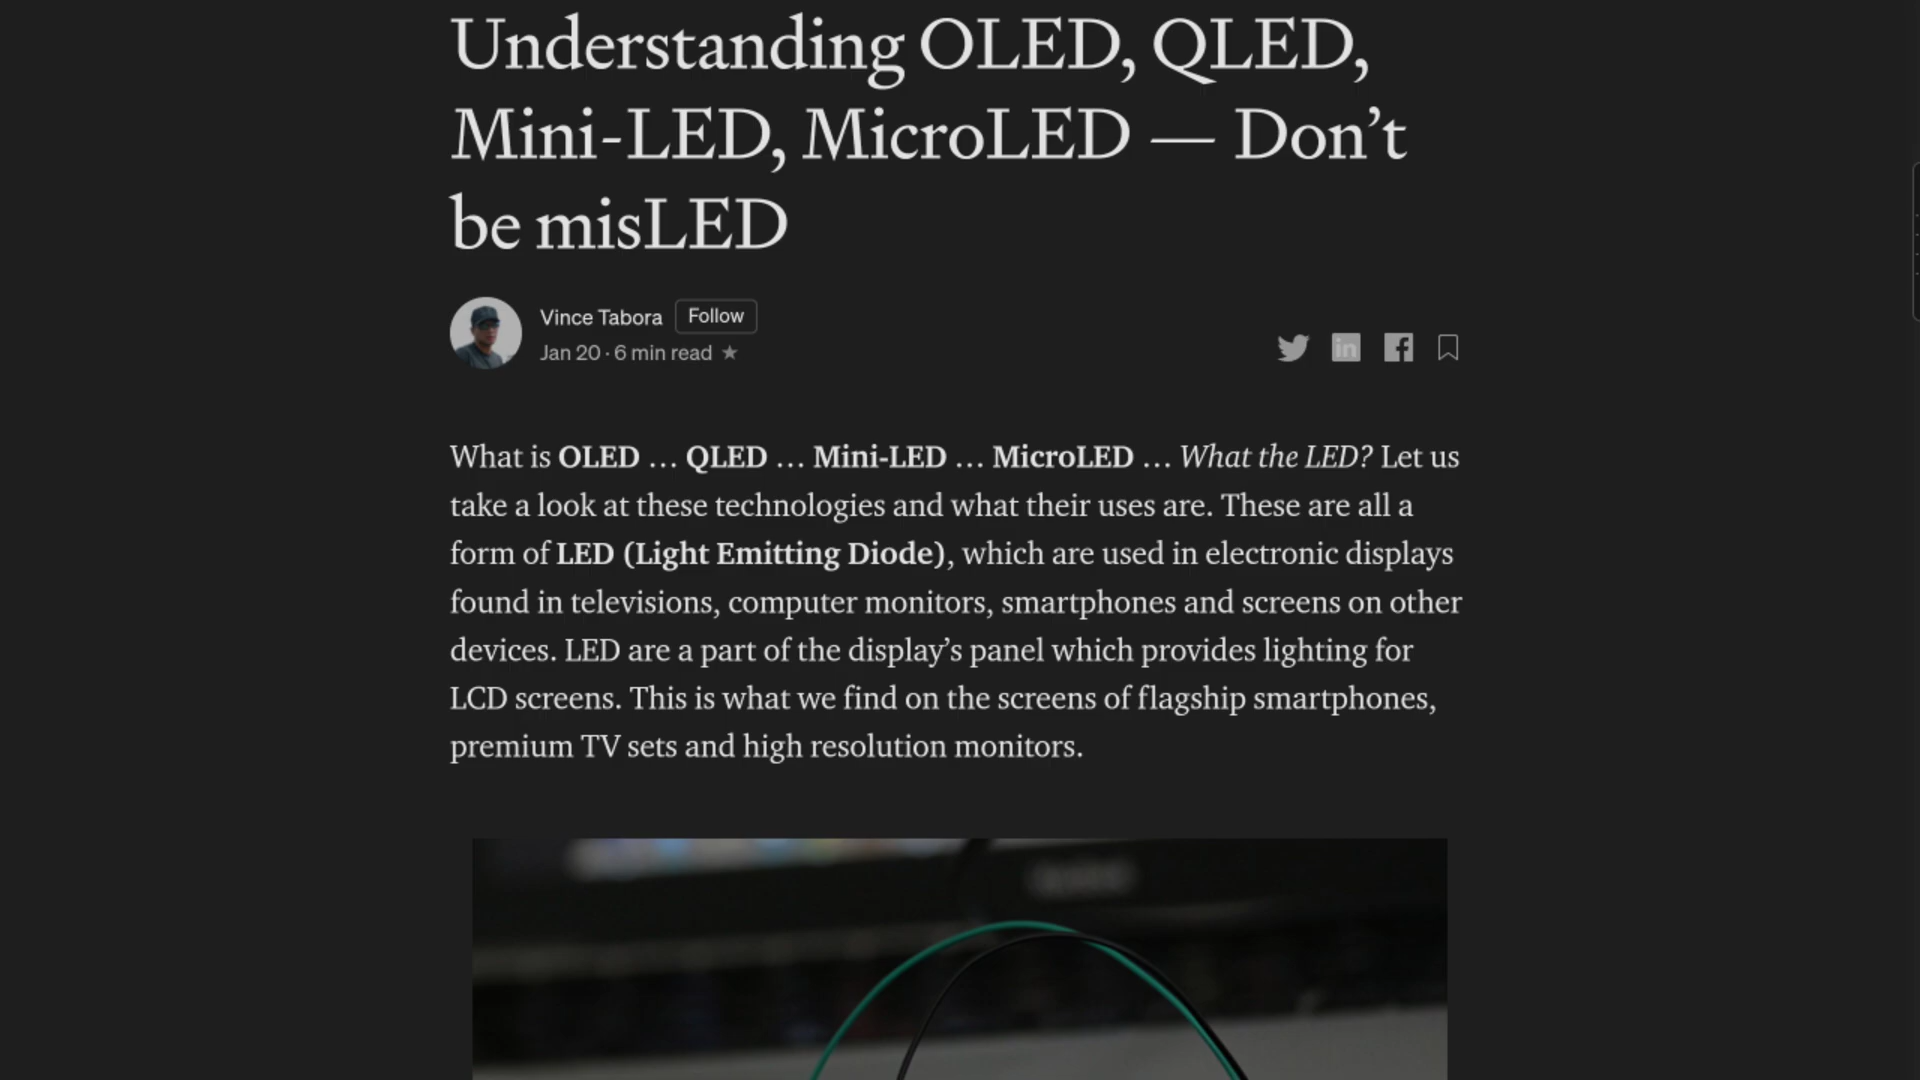 Understanding OLED, QLED,
Mini-LED, MicroLED — Don’t
be misLED
Vince Tabora Follow
Jan 20 · 6 min read ★
What is OLED … QLED … Mini-LED … MicroLED … What the LED? Let us
take a look at these technologies and what their uses are. These are all a
form of LED (Light Emitting Diode), which are used in electronic displays
found in televisions, computer monitors, smartphones and screens on other
devices. LED are a part of the display’s panel which provides lighting for
LCD screens. This is what we find on the screens of flagship smartphones,
premium TV sets and high resolution monitors.